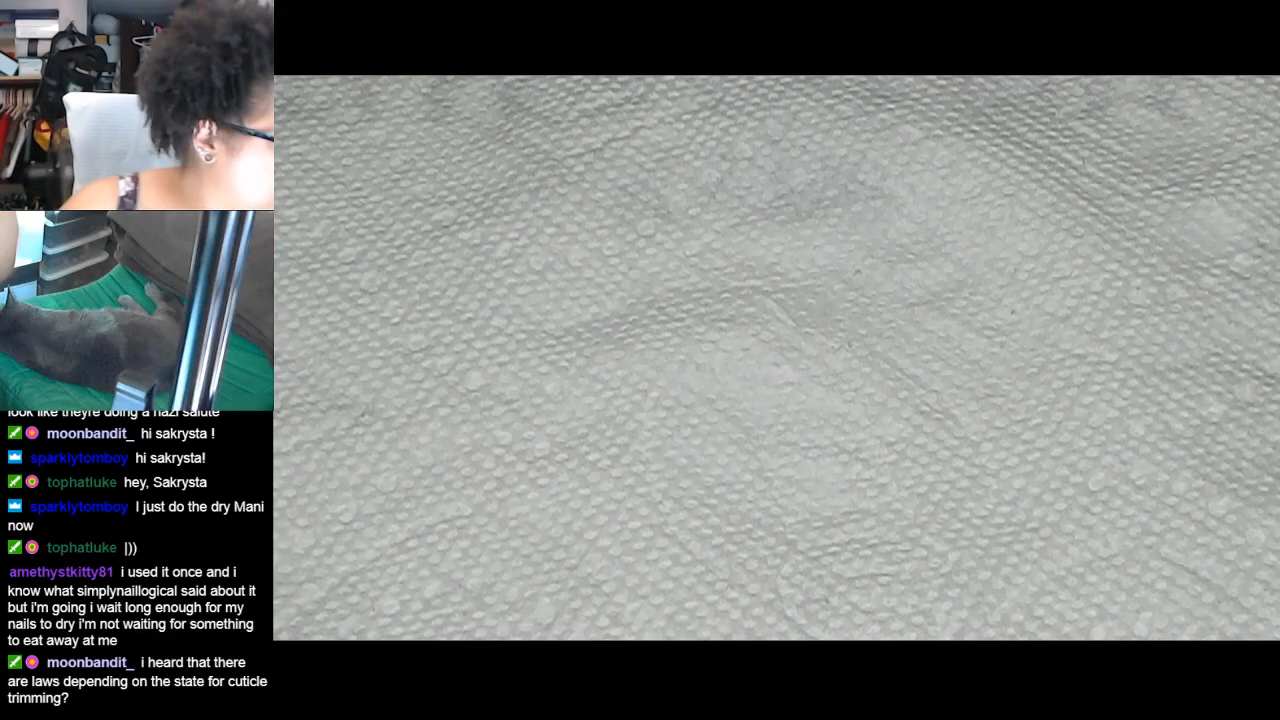 look like theyre doing a nazi salute
moonbandit_ hi sakrysta !
sparklytomboy hi sakrysta!
tophatluke hey, Sakrysta
sparklytomboy I just do the dry Mani
now
tophatluke |))
amethystkitty81 i used it once and i
know what simplynaillogical said about it
but i'm going i wait long enough for my
nails to dry i'm not waiting for something
to eat away at me
moonbandit_ i heard that there
are laws depending on the state for cuticle
trimming?